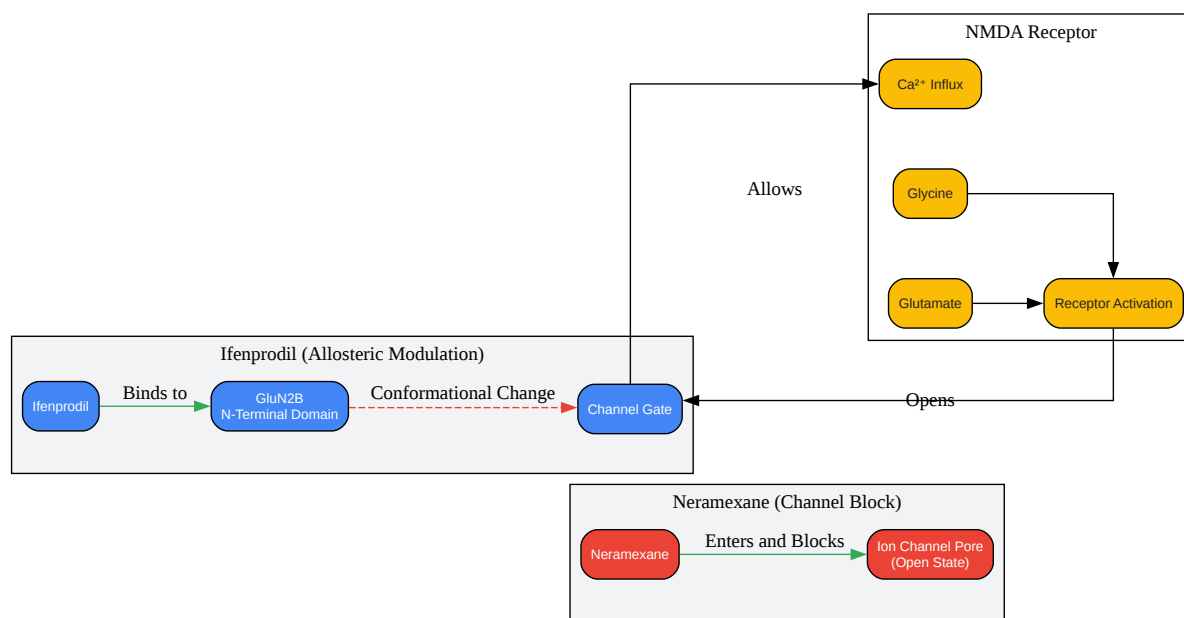 NMDA Receptor
Ca²⁺ Influx
Allows
Glycine
Glutamate
Receptor Activation
Ifenprodil (Allosteric Modulation)
Ifenprodil
Binds to
GluN2B
N-Terminal Domain
Conformational Change
Channel Gate
Opens
Neramexane (Channel Block)
Neramexane
Enters and Blocks
Ion Channel Pore
(Open State)